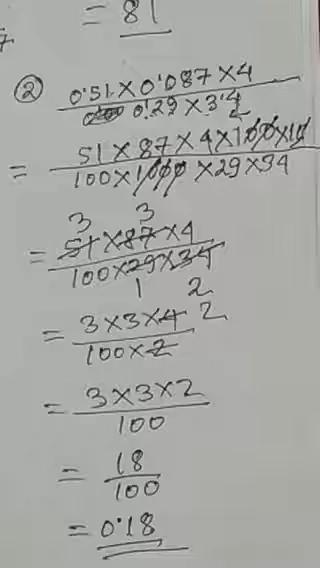 = 81
② 0.51 × 0.087 × 4
0.29 × 3.4
= 51 × 87 × 4 × 100 × 10
100 × 1000 × 29 × 34
3 3
= 51 × 87 × 4
100 × 29 × 34
1 2
= 3 × 3 × 4 2
100 × 2
= 3 × 3 × 2
100
= 18
100
= 0.18